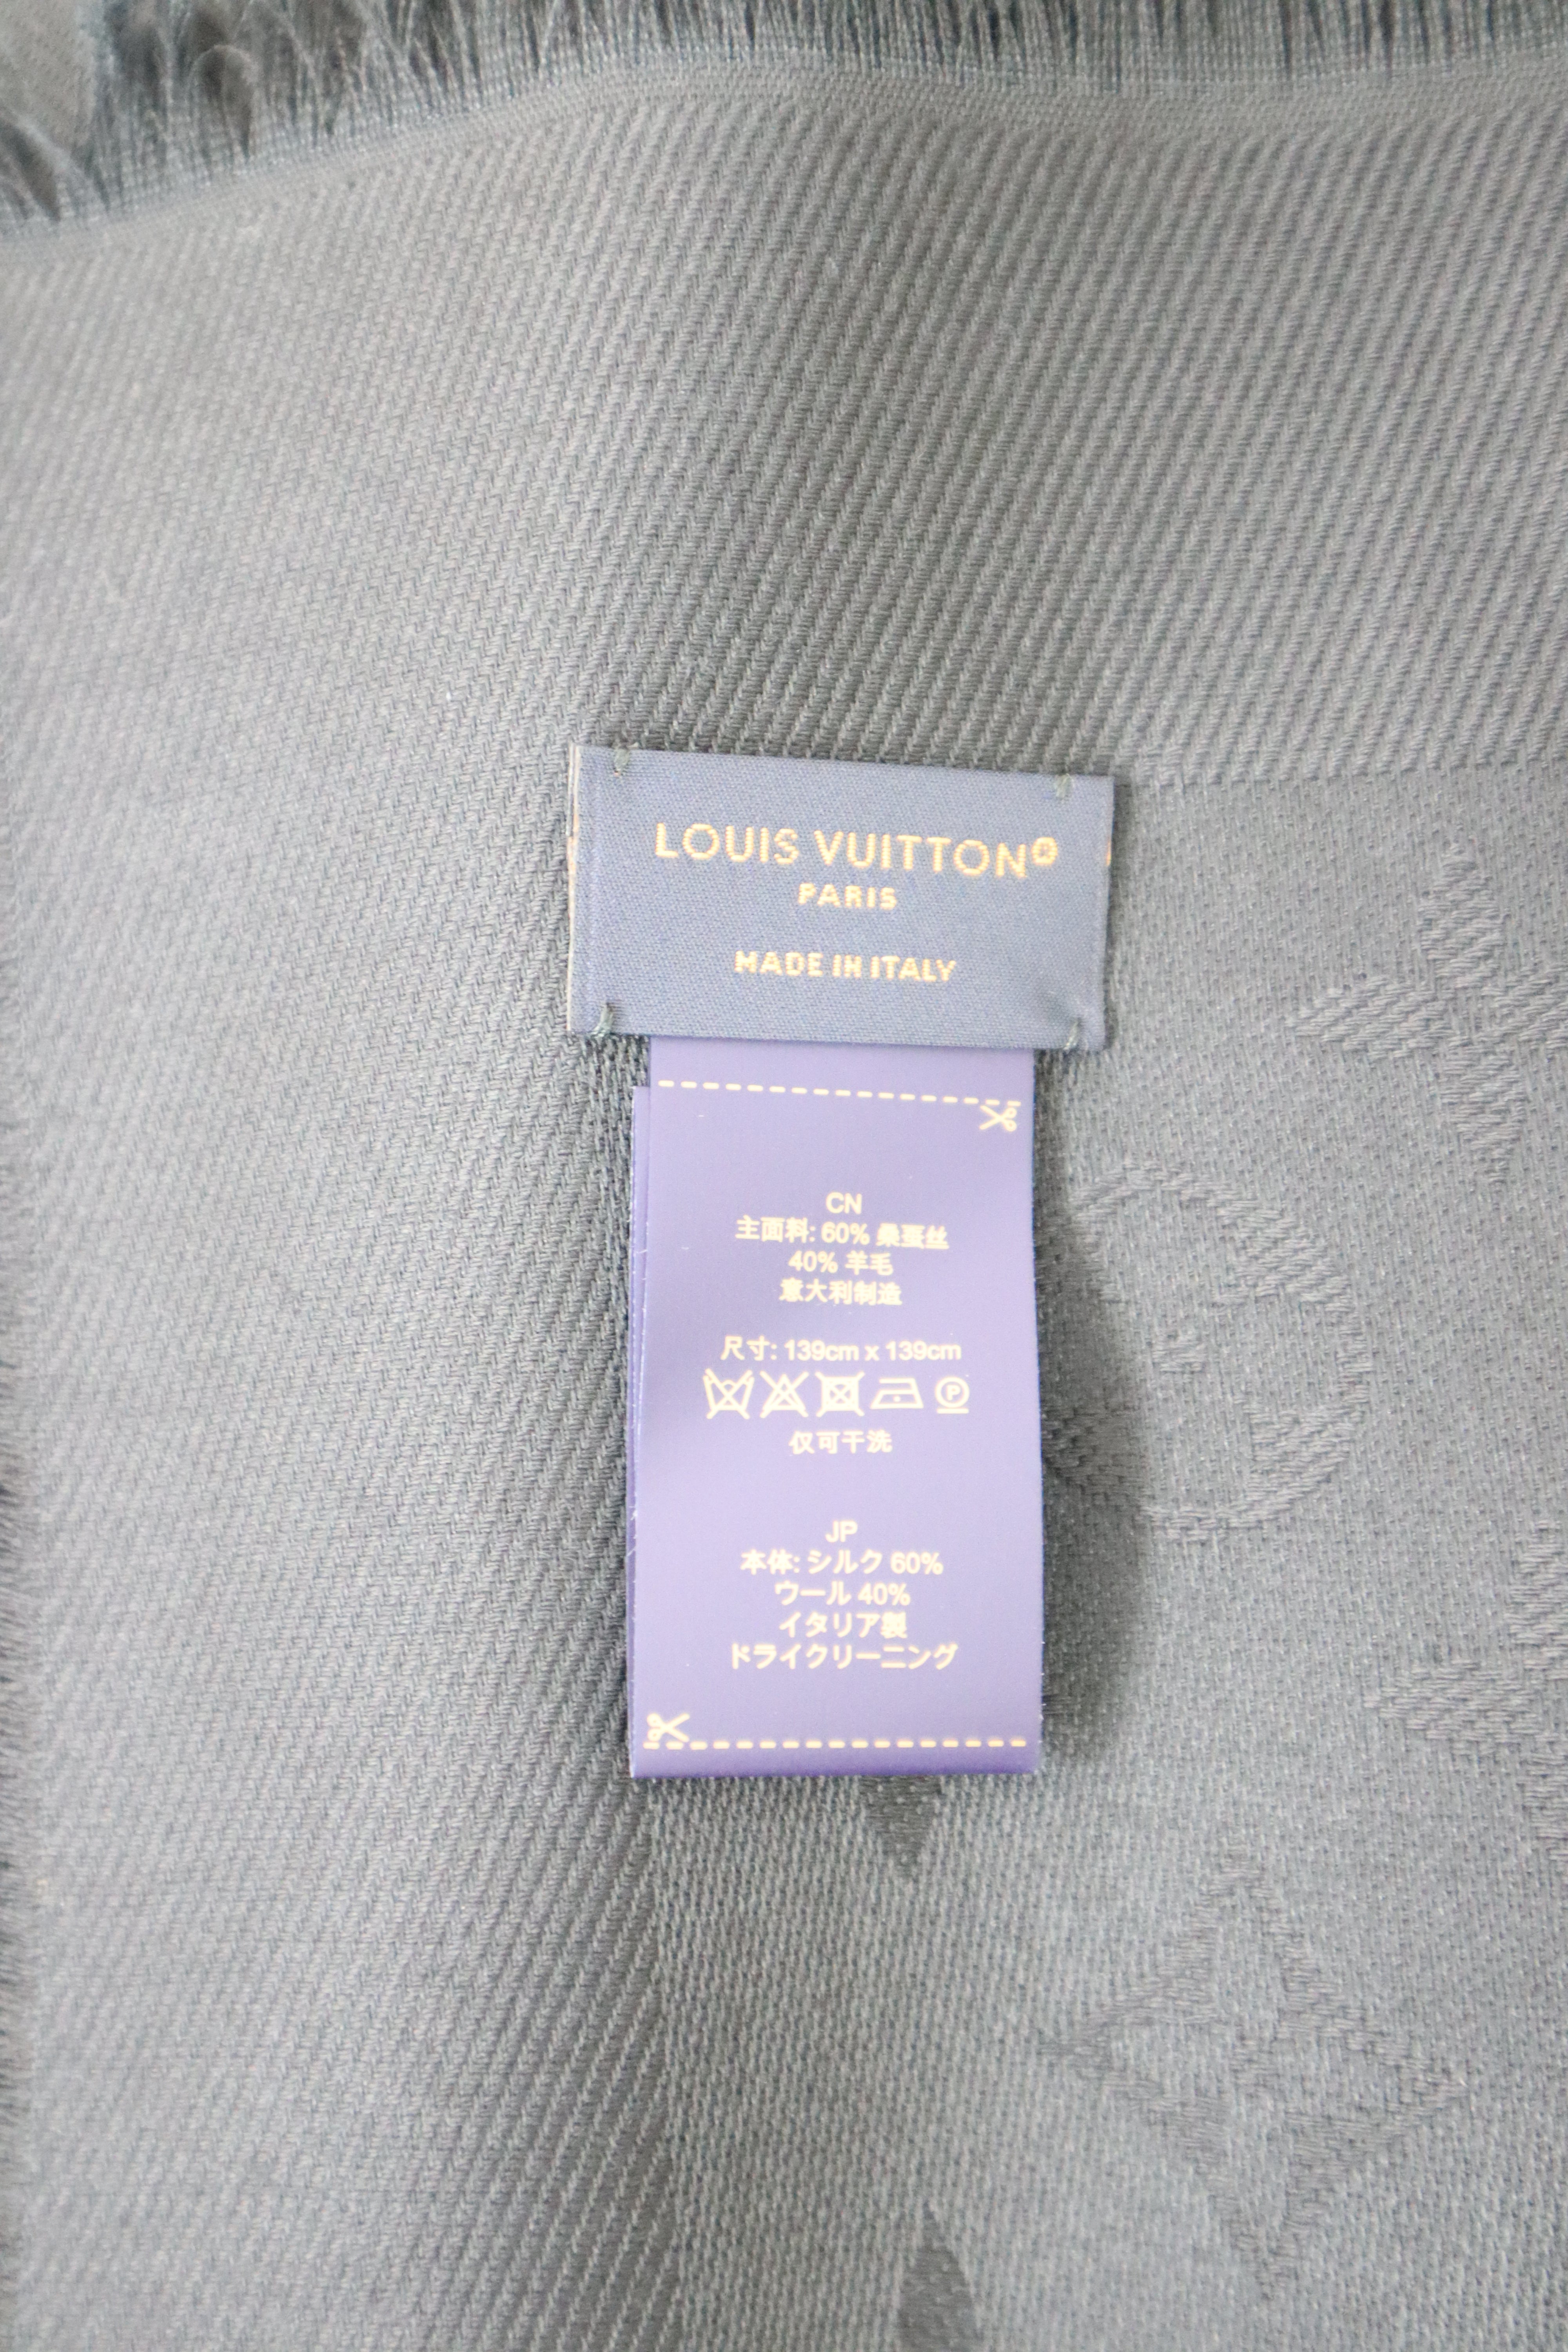 LOUIS VUITTON®
PARIS
MADE IN ITALY
CN
主面料: 60% 桑蚕丝
40% 羊毛
意大利制造
尺寸: 139cm x 139cm
P
仅可干洗
JP
本体: シルク 60%
ウール 40%
イタリア製
ドライクリーニング